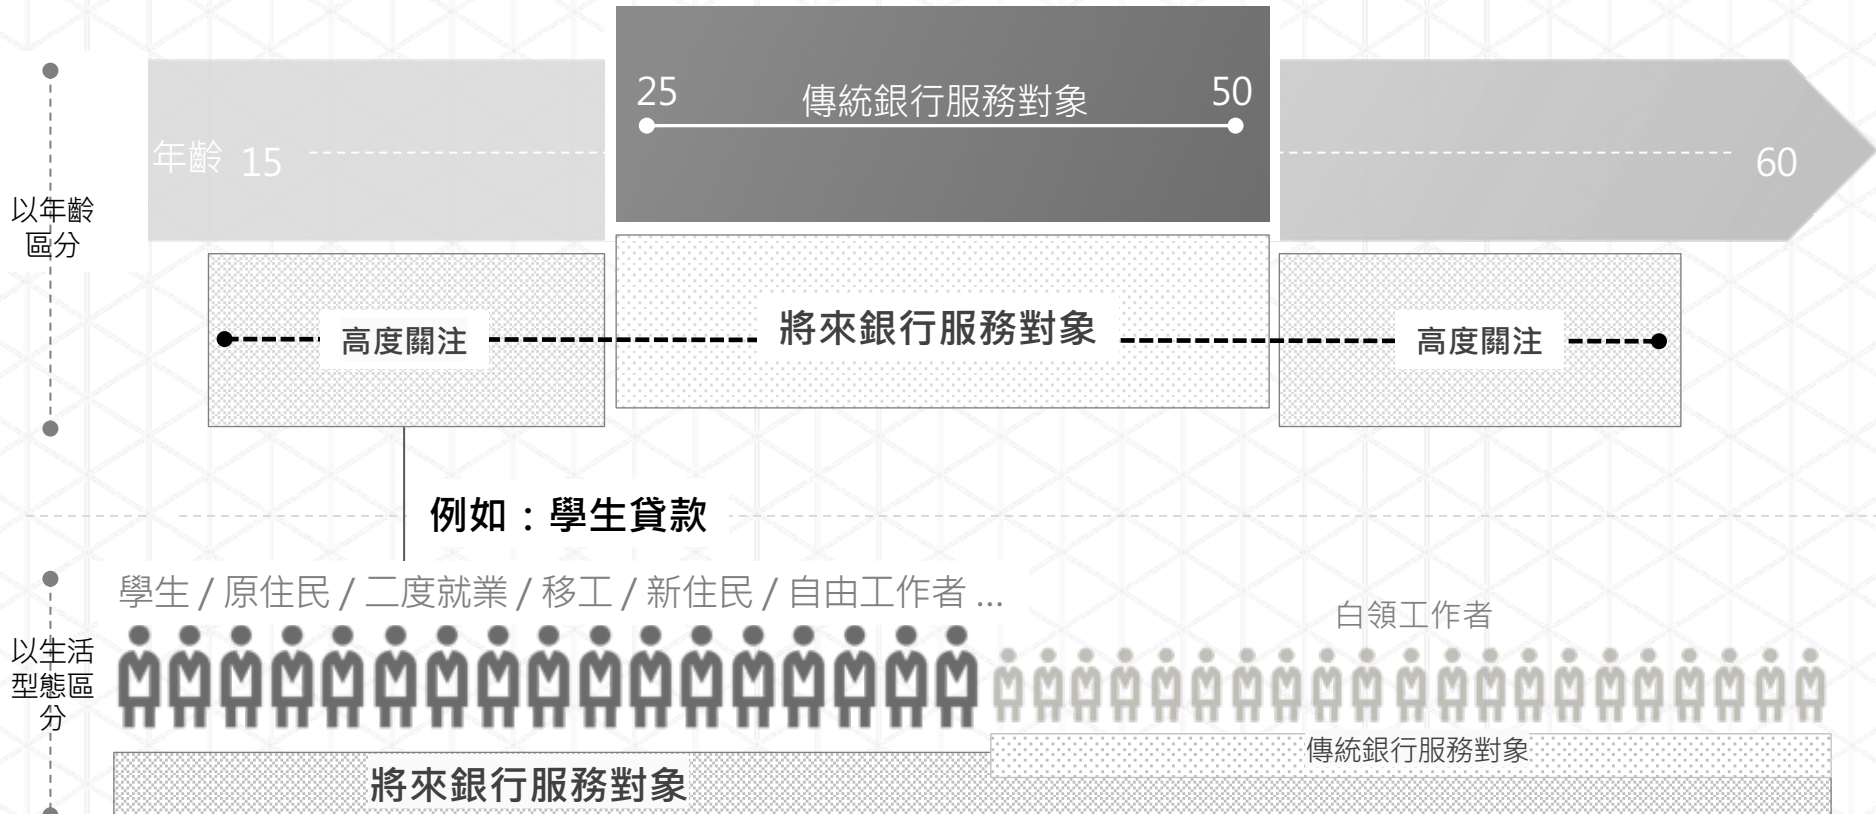 25 傳統銀行服務對象 50
年齡 15
60
以年齡
區分
高度關注
將來銀行服務對象
高度關注
例如：學生貸款
學生 / 原住民 / 二度就業 / 移工 / 新住民 / 自由工作者 ...
白領工作者
以生活
型態區
分
傳統銀行服務對象
將來銀行服務對象